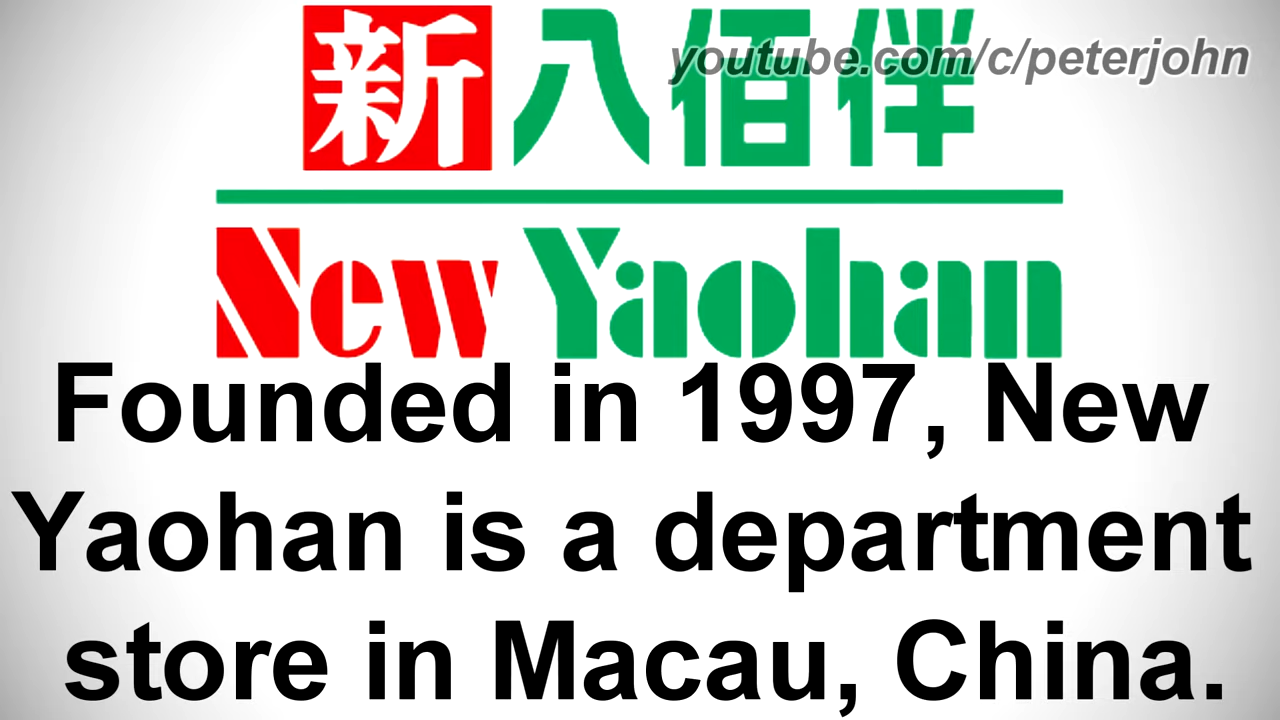 新八佰伴
youtube.com/c/peterjohn
New Yaohan
Founded in 1997, New
Yaohan is a department
store in Macau, China.